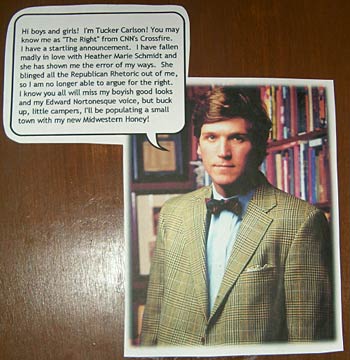 Hi boys and girls!  I'm Tucker Carlson! You may
know me as "The Right" from CNN's Crossfire.
I have a startling announcement.  I have fallen
madly in love with Heather Marie Schmidt and
she has shown me the error of my ways.  She
blinged all the Republican Rhetoric out of me,
so I am no longer able to argue for the right.
I know you all will miss my boyish good looks
and my Edward Nortonesque voice, but buck
up, little campers, I'll be populating a small
town with my new Midwestern Honey!